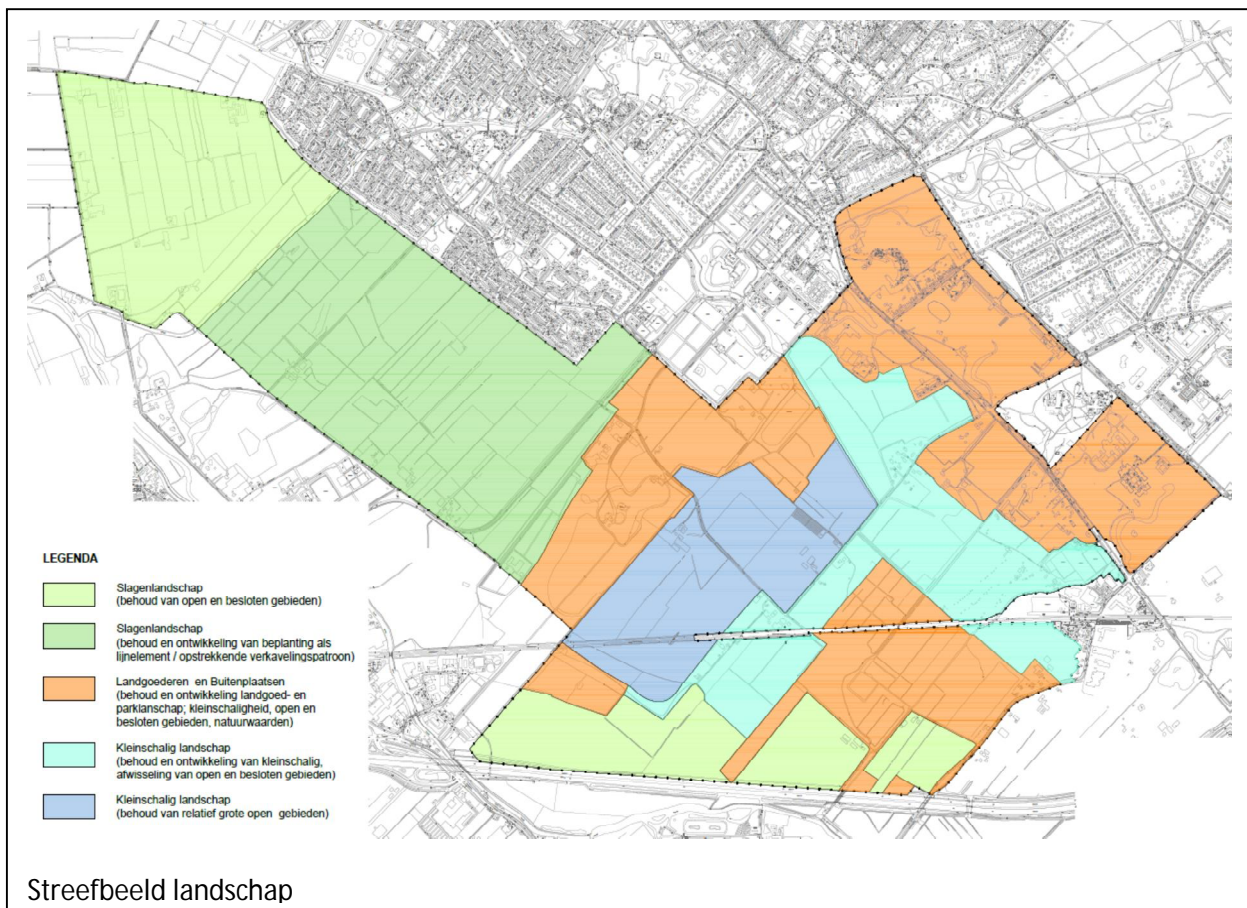 LEGENDA
Slagenlandschap
(behoud van open en besloten gebieden)
Slagenlandschap
(behoud en ontwikkeling van beplanting als
lijnelement / opstrekkende verkavelingspatroon)
Landgoederen en Buitenplaatsen
(behoud en ontwikkeling landgoed- en
parklanschap; kleinschaligheid, open en
besloten gebieden, natuurwaarden)
Kleinschalig landschap
(behoud en ontwikkeling van kleinschalig,
afwisseling van open en besloten gebieden)
Kleinschalig landschap
(behoud van relatief grote open gebieden)
Streefbeeld landschap